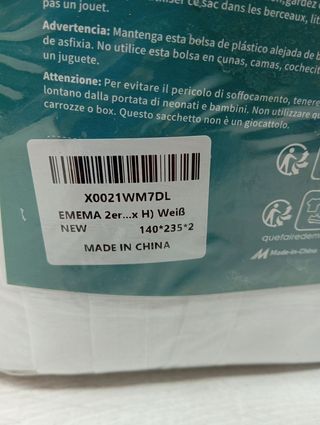 pas un jouet.
Advertencia: Mantenga esta bolsa de plástico alejada de b
de asfixia. No utilice esta bolsa en cunas, camas, cochecit
un juguete.
Attenzione: Per evitare il pericolo di soffocamento, tenere
lontano dalla portata di neonati e bambini. Non utilizzare q
carrozze o box. Questo sacchetto non è un giocattolo.
X0021WM7DL
EMEMA 2er...x H) Weiß
NEW 140*235*2
MADE IN CHINA
quefairedem
Made-in-China